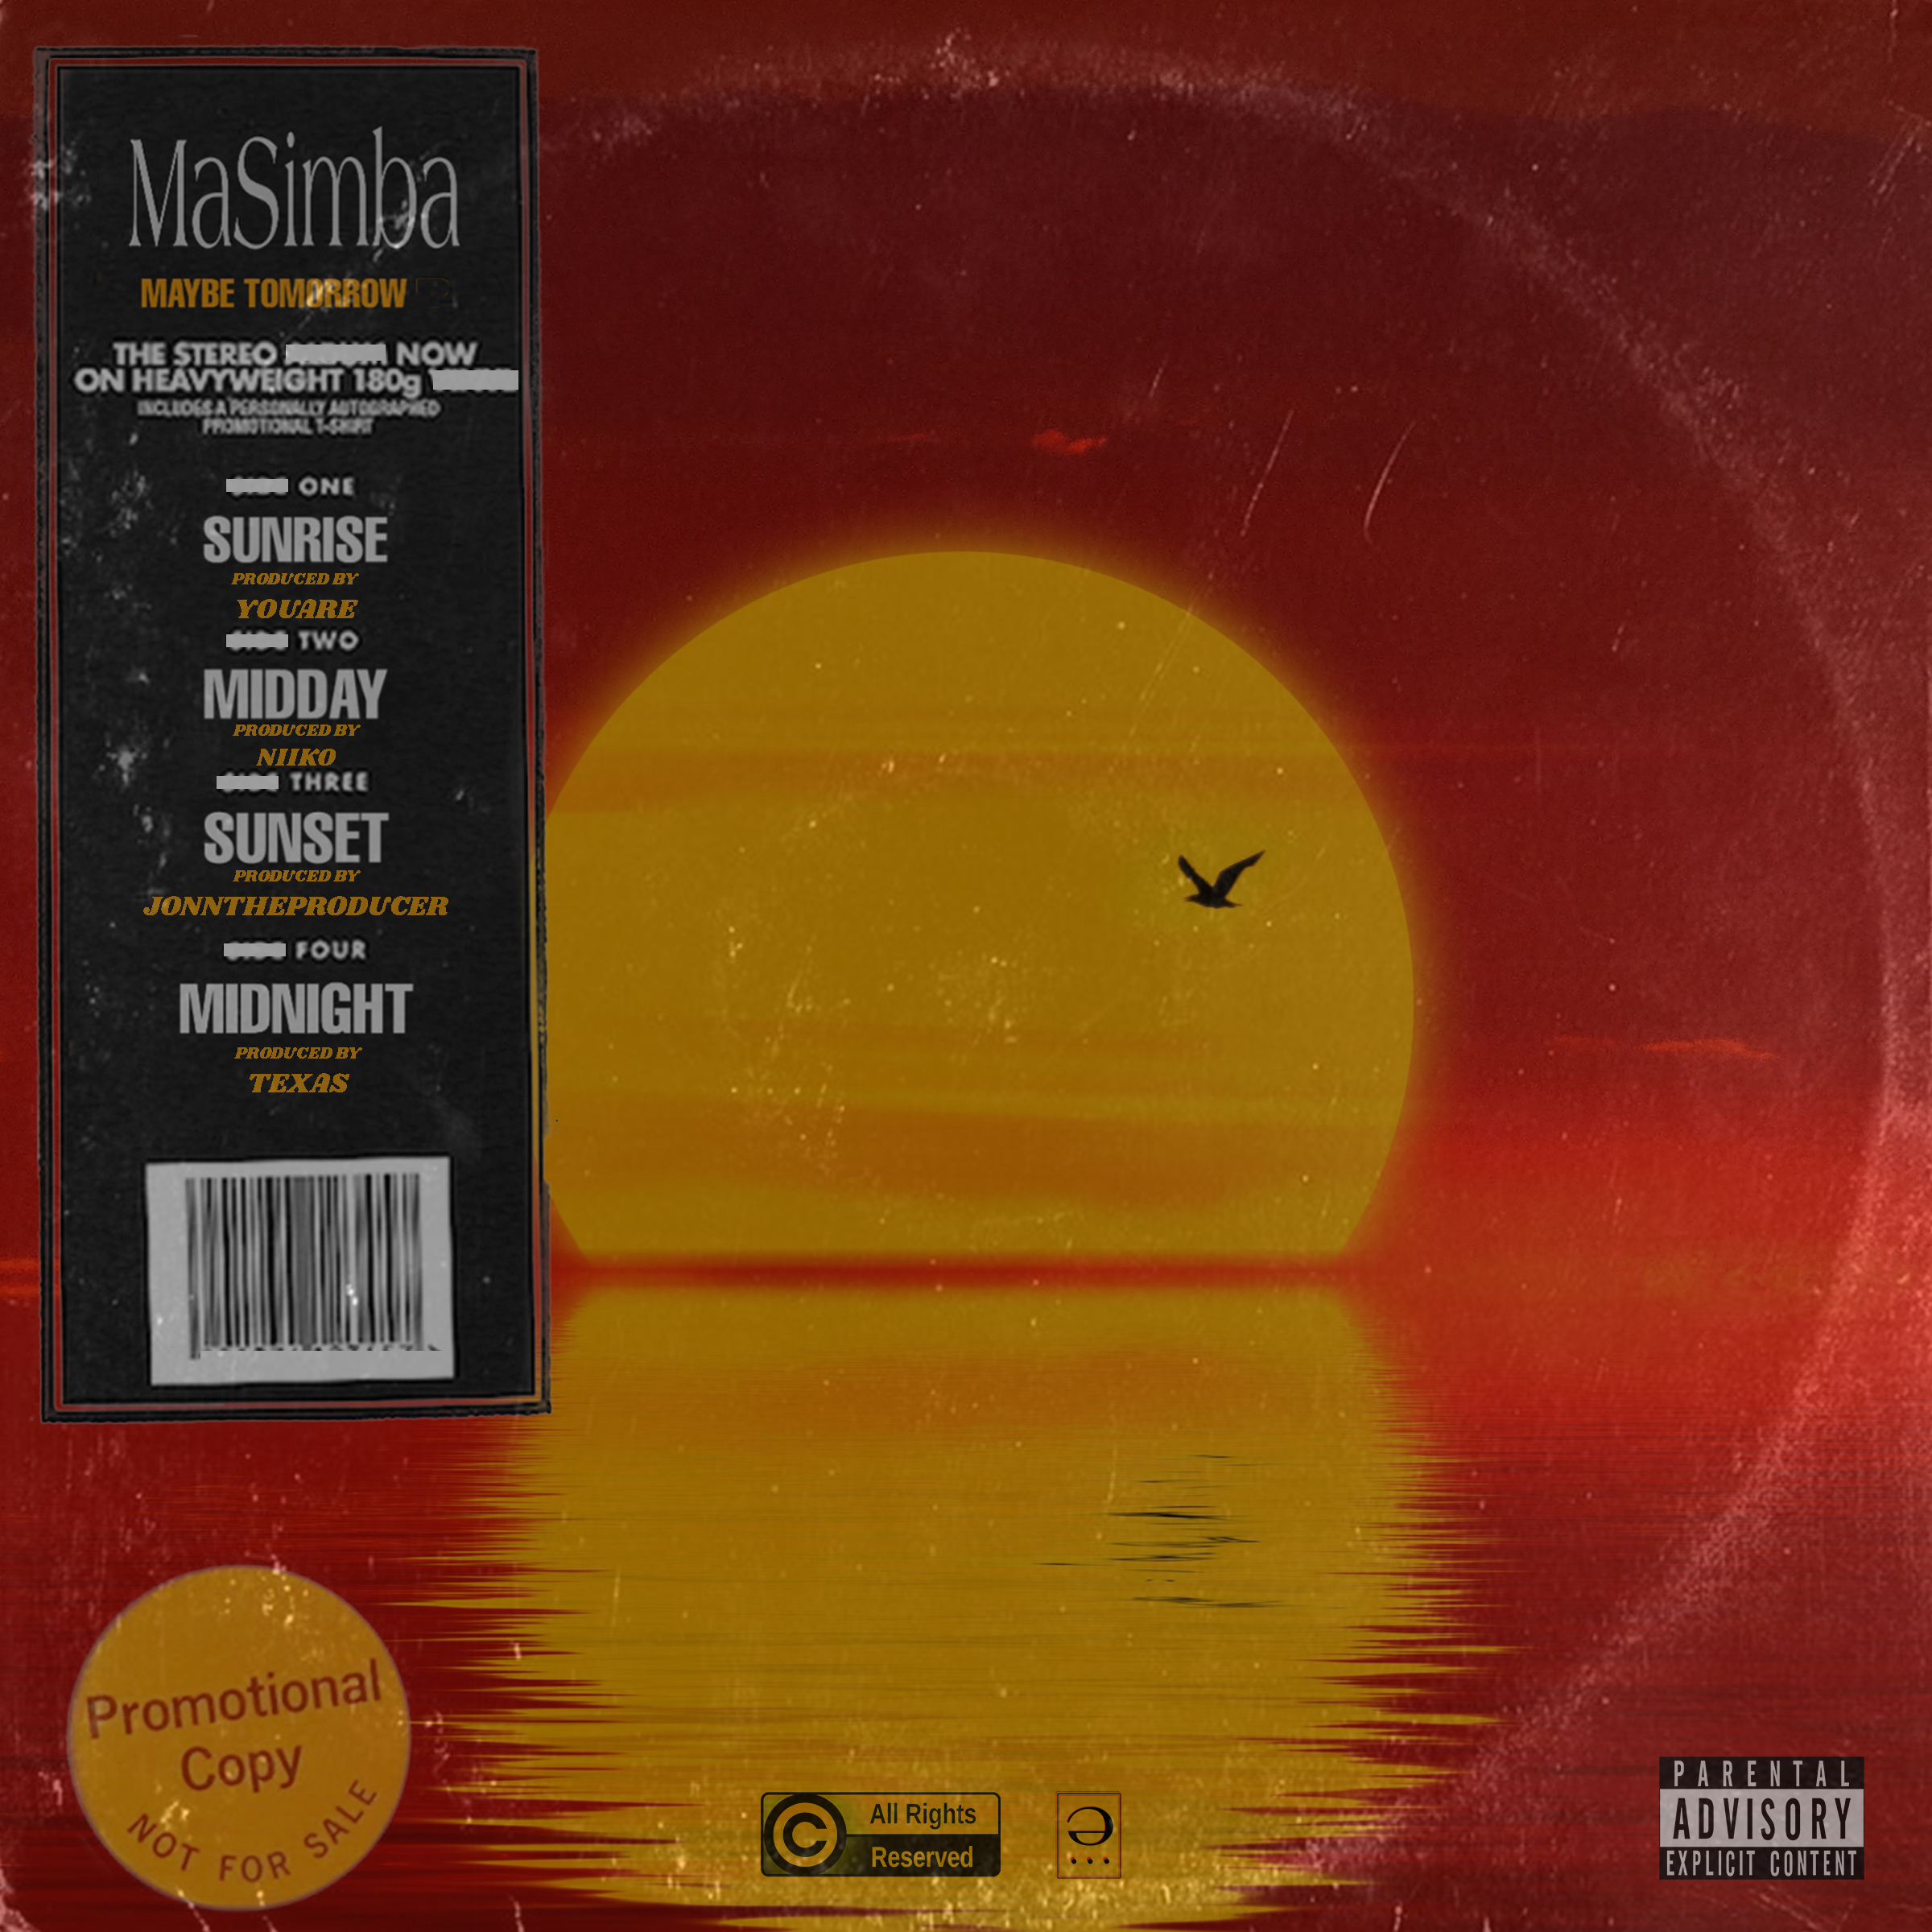 MaSimba
MAYBE TOMORROW
THE STEREO NOW
ON HEAVYWEIGHT 180g
INCLUDES A PERSONALLY AUTOGRAPHED
PROMOTIONAL T-SHIRT
ONE
SUNRISE
PRODUCED BY
YOUARE
TWO
MIDDAY
PRODUCED BY
NIIKO
THREE
SUNSET
PRODUCED BY
JONNTHEPRODUCER
FOUR
MIDNIGHT
PRODUCED BY
TEXAS
Promotional
Copy
NOT FOR SALE
All Rights
Reserved
PARENTAL
ADVISORY
EXPLICIT CONTENT